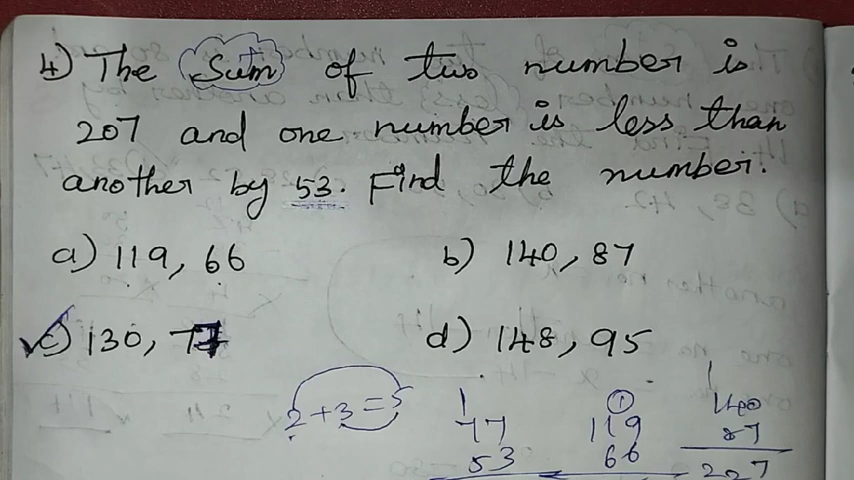 4) The Sum of two number is
207 and one number is less than
another by 53. Find the number.
a) 119, 66 b) 140, 87
c) 130, 77 d) 148, 95
2+3=5
1 1 1
77 119 140
53 66 87
227